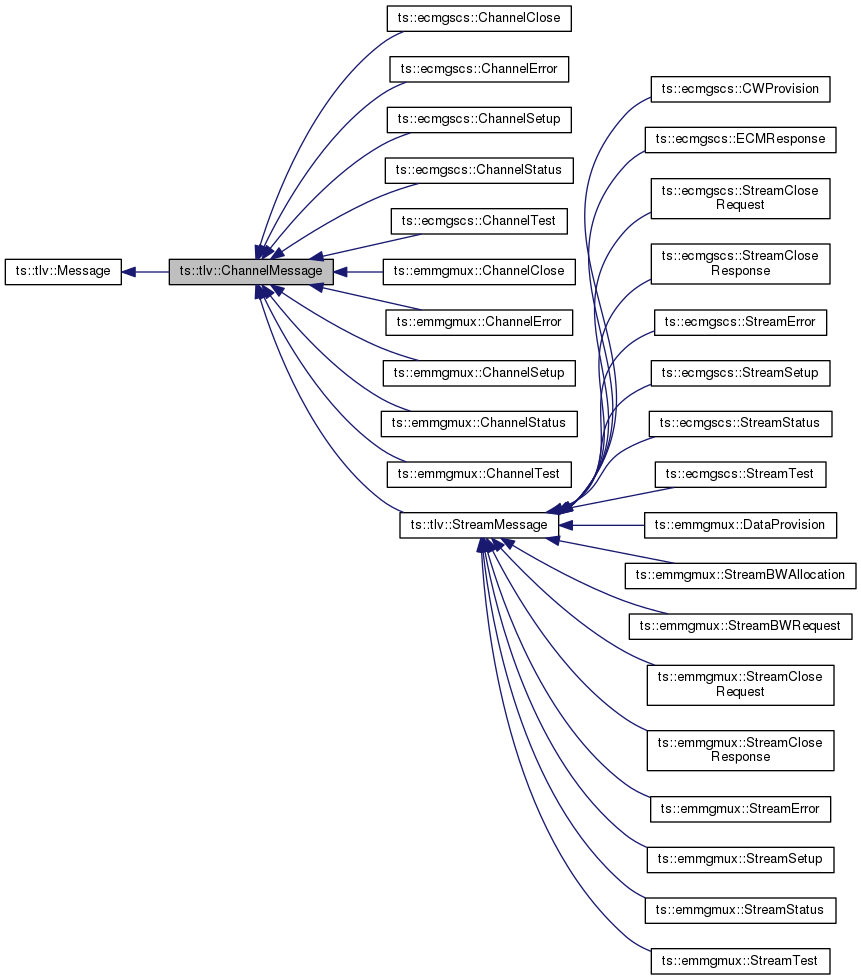 ts::tlv::Message
ts::tlv::ChannelMessage
ts::ecmgscs::ChannelClose
ts::ecmgscs::ChannelError
ts::ecmgscs::ChannelSetup
ts::ecmgscs::ChannelStatus
ts::ecmgscs::ChannelTest
ts::emmgmux::ChannelClose
ts::emmgmux::ChannelError
ts::emmgmux::ChannelSetup
ts::emmgmux::ChannelStatus
ts::emmgmux::ChannelTest
ts::tlv::StreamMessage
ts::ecmgscs::CWProvision
ts::ecmgscs::ECMResponse
ts::ecmgscs::StreamClose
Request
ts::ecmgscs::StreamClose
Response
ts::ecmgscs::StreamError
ts::ecmgscs::StreamSetup
ts::ecmgscs::StreamStatus
ts::ecmgscs::StreamTest
ts::emmgmux::DataProvision
ts::emmgmux::StreamBWAllocation
ts::emmgmux::StreamBWRequest
ts::emmgmux::StreamClose
Request
ts::emmgmux::StreamClose
Response
ts::emmgmux::StreamError
ts::emmgmux::StreamSetup
ts::emmgmux::StreamStatus
ts::emmgmux::StreamTest